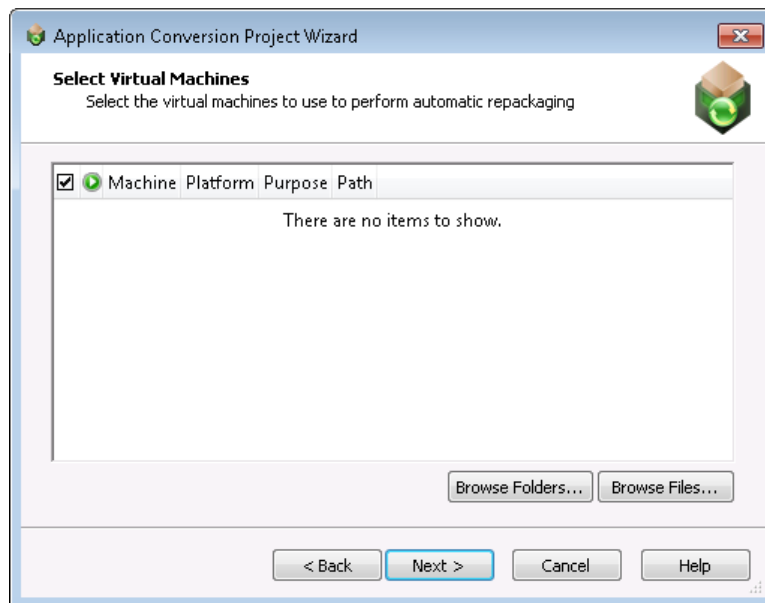 Application Conversion Project Wizard
Select Virtual Machines
Select the virtual machines to use to perform automatic repackaging
Machine Platform Purpose Path
There are no items to show.
Browse Folders... Browse Files...
< Back Next > Cancel Help